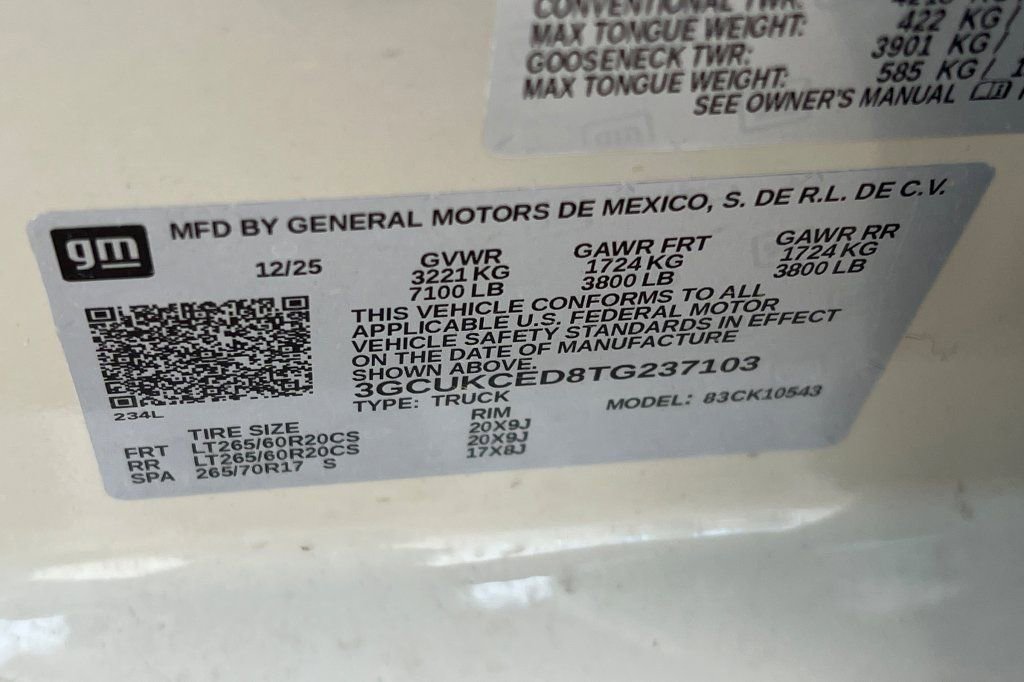 CONVENTIONAL TWR:
MAX TONGUE WEIGHT: 422 KG/
GOOSENECK TWR: 3901 KG/
MAX TONGUE WEIGHT: 585 KG/ 1
SEE OWNER'S MANUAL
gm
MFD BY GENERAL MOTORS DE MEXICO, S. DE R.L. DE C.V.
12/25 GVWR GAWR FRT GAWR RR
3221 KG 1724 KG 1724 KG
7100 LB 3800 LB 3800 LB
THIS VEHICLE CONFORMS TO ALL
APPLICABLE U.S. FEDERAL MOTOR
VEHICLE SAFETY STANDARDS IN EFFECT
ON THE DATE OF MANUFACTURE
SHOWN ABOVE.
3GCUKCED8TG237103
TYPE: TRUCK MODEL: 83CK10543
234L
TIRE SIZE RIM
FRT LT265/60R20CS 20X9J
RR LT265/60R20CS 20X9J
SPA 265/70R17 S 17X8J